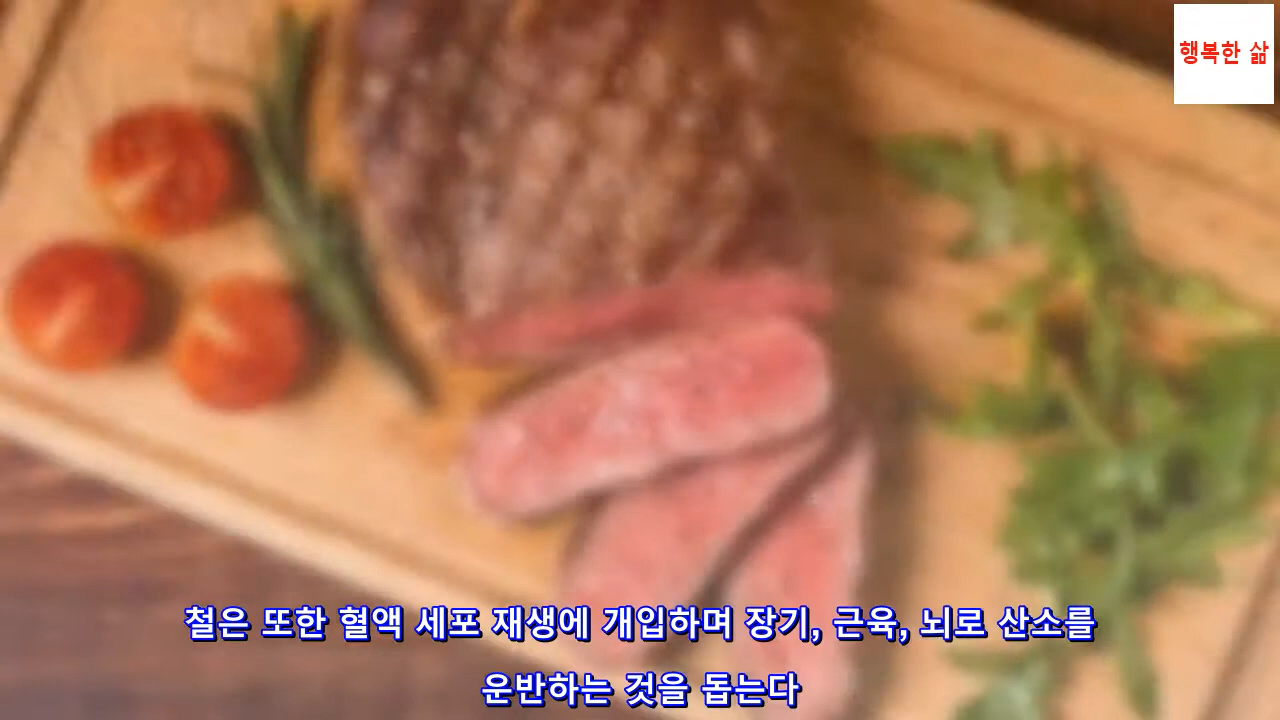 행복한 삶
철은 또한 혈액 세포 재생에 개입하며 장기, 근육, 뇌로 산소를
운반하는 것을 돕는다